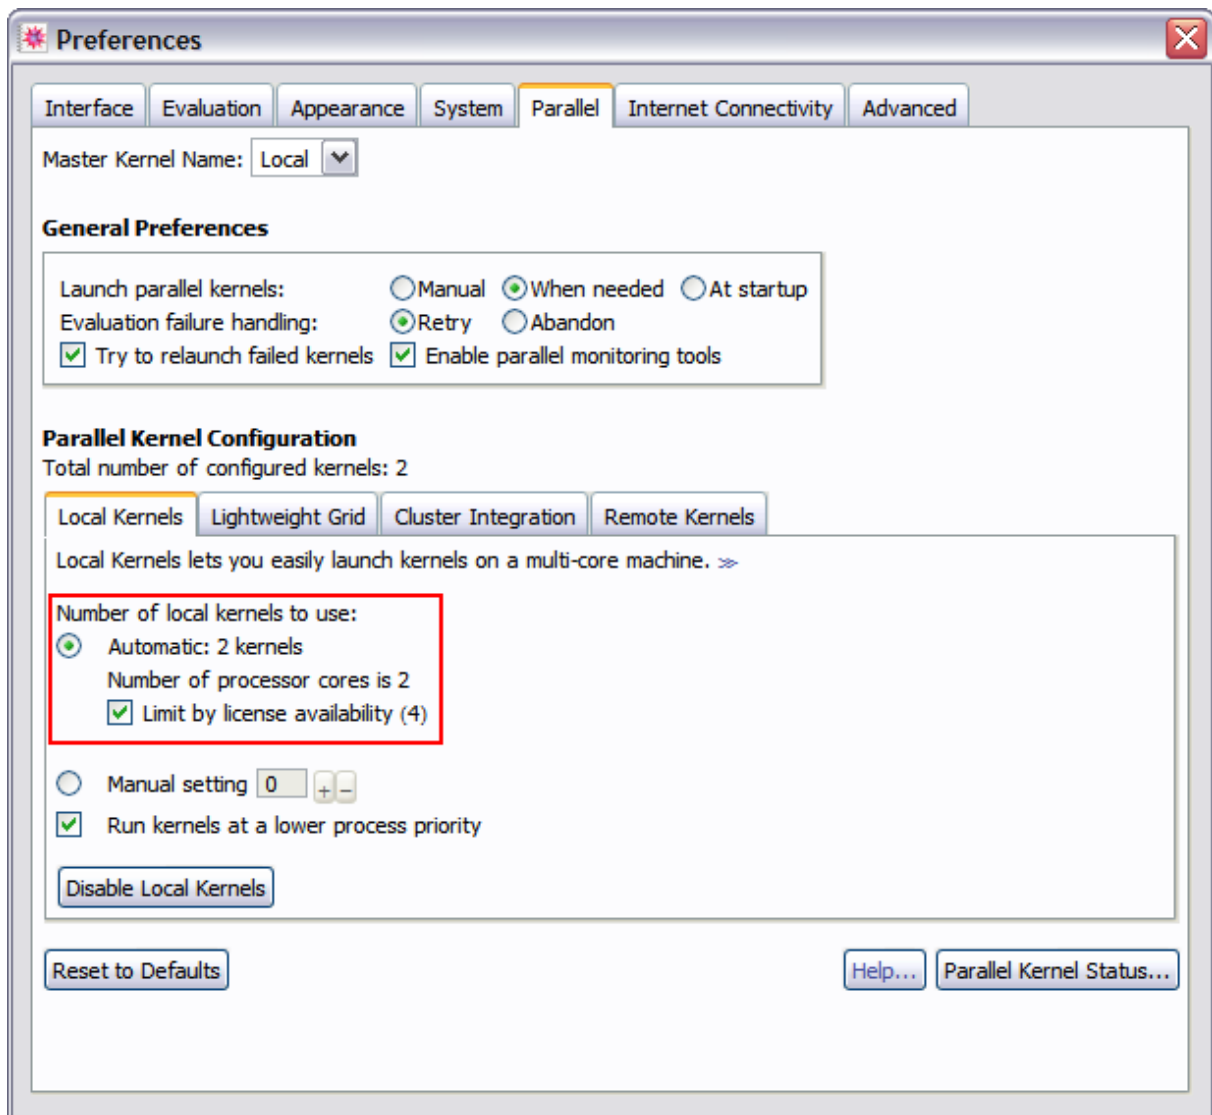 Preferences
Interface Evaluation Appearance System Parallel Internet Connectivity Advanced
Master Kernel Name: Local
General Preferences
Launch parallel kernels: Manual When needed At startup
Evaluation failure handling: Retry Abandon
Try to relaunch failed kernels Enable parallel monitoring tools
Parallel Kernel Configuration
Total number of configured kernels: 2
Local Kernels Lightweight Grid Cluster Integration Remote Kernels
Local Kernels lets you easily launch kernels on a multi-core machine. ≫
Number of local kernels to use:
Automatic: 2 kernels
Number of processor cores is 2
Limit by license availability (4)
Manual setting 0 + −
Run kernels at a lower process priority
Disable Local Kernels
Reset to Defaults Help... Parallel Kernel Status...